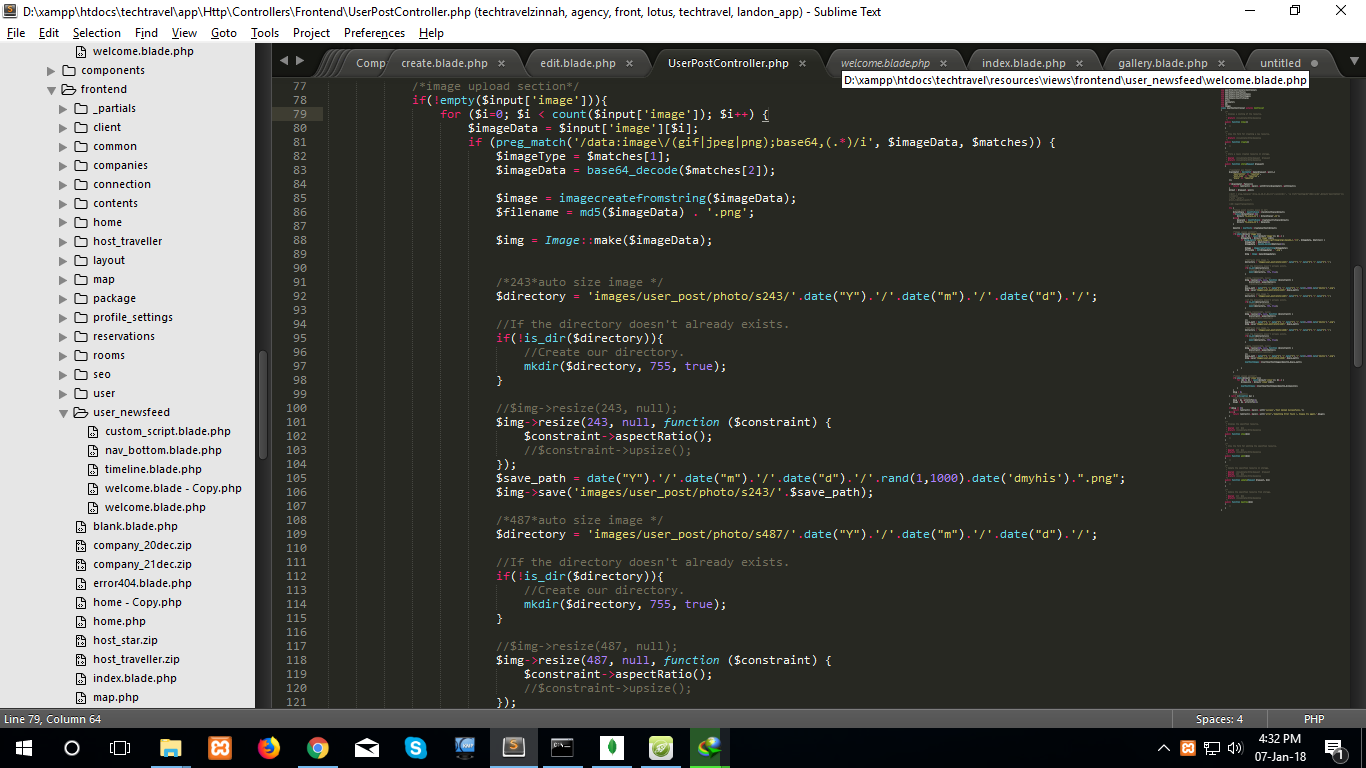 D:\xampp\htdocs\techtravel\app\Http\Controllers\Frontend\UserPostController.php (techtravelzinnah, agency, front, lotus, techtravel, landon_app) - Sublime Text
File Edit Selection Find View Goto Tools Project Preferences Help
welcome.blade.php
components
frontend
_partials
client
common
companies
connection
contents
home
host_traveller
layout
map
package
profile_settings
reservations
rooms
seo
user
user_newsfeed
custom_script.blade.php
nav_bottom.blade.php
timeline.blade.php
welcome.blade - Copy.php
welcome.blade.php
blank.blade.php
company_20dec.zip
company_21dec.zip
error404.blade.php
home - Copy.php
home.php
host_star.zip
host_traveller.zip
index.blade.php
map.php
Comp create.blade.php × edit.blade.php × UserPostController.php × welcome.blade.php × index.blade.php × gallery.blade.php × untitled
D:\xampp\htdocs\techtravel\resources\views\frontend\user_newsfeed\welcome.blade.php
77 /*image upload section*/
78 if(!empty($input['image'])){
79 for ($i=0; $i < count($input['image']); $i++) {
80 $imageData = $input['image'][$i];
81 if (preg_match('/data:image\/(gif|jpeg|png);base64,(.*)/i', $imageData, $matches)) {
82 $imageType = $matches[1];
83 $imageData = base64_decode($matches[2]);
84
85 $image = imagecreatefromstring($imageData);
86 $filename = md5($imageData) . '.png';
87
88 $img = Image::make($imageData);
89
90
91 /*243*auto size image */
92 $directory = 'images/user_post/photo/s243/'.date("Y").'/'.date("m").'/'.date("d").'/';
93
94 //If the directory doesn't already exists.
95 if(!is_dir($directory)){
96 //Create our directory.
97 mkdir($directory, 755, true);
98 }
99
100 //$img->resize(243, null);
101 $img->resize(243, null, function ($constraint) {
102 $constraint->aspectRatio();
103 //$constraint->upsize();
104 });
105 $save_path = date("Y").'/'.date("m").'/'.date("d").'/'.rand(1,1000).date('dmyhis').".png";
106 $img->save('images/user_post/photo/s243/'.$save_path);
107
108 /*487*auto size image */
109 $directory = 'images/user_post/photo/s487/'.date("Y").'/'.date("m").'/'.date("d").'/';
110
111 //If the directory doesn't already exists.
112 if(!is_dir($directory)){
113 //Create our directory.
114 mkdir($directory, 755, true);
115 }
116
117 //$img->resize(487, null);
118 $img->resize(487, null, function ($constraint) {
119 $constraint->aspectRatio();
120 //$constraint->upsize();
121 });
Line 79, Column 64 Spaces: 4 PHP
4:32 PM
07-Jan-18
1